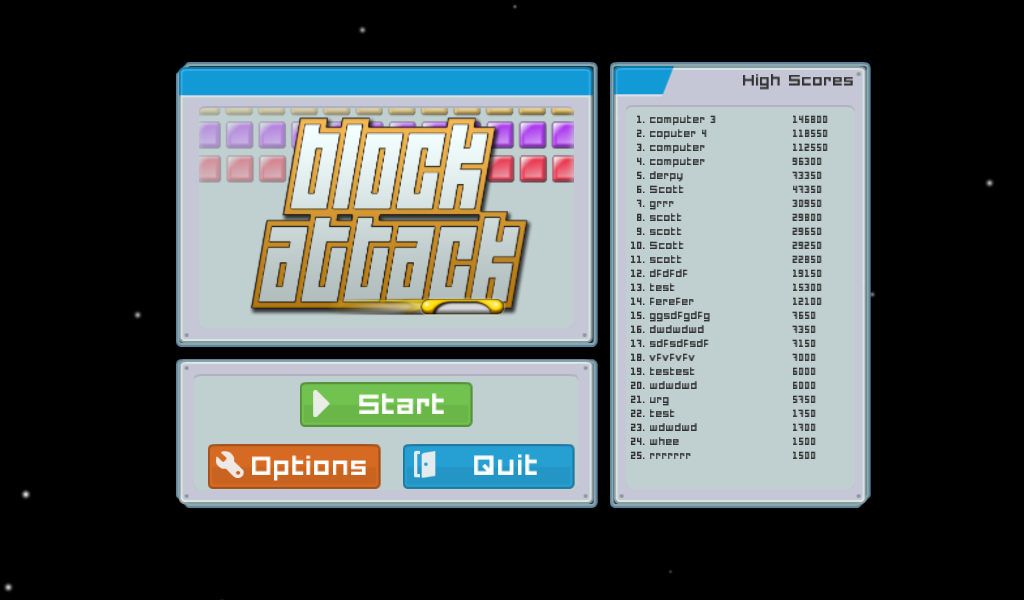 block
attack
Start
Options
Quit
High Scores
1. computer 3 146800
2. coputer 4 118550
3. computer 112550
4. computer 96300
5. derpy 73350
6. Scott 47350
7. grrr 30950
8. scott 29800
9. scott 29650
10. Scott 29250
11. scott 22850
12. dFdFdF 19150
13. test 15300
14. FereFer 12100
15. ggsdFgdFg 7650
16. dwdwdwd 7350
17. sdFsdFsdF 7150
18. vFvFvFv 7000
19. testest 6000
20. wdwdwd 6000
21. urg 5750
22. test 1750
23. wdwdwd 1700
24. whee 1500
25. rrrrrrr 1500